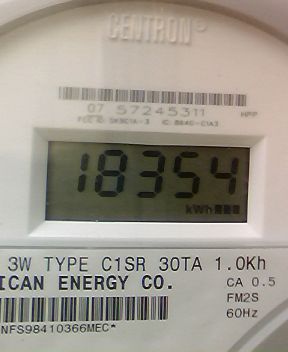 CENTRON®
07 57245311 HPP
18354
kWh
3W TYPE C1SR 30TA 1.0Kh
ICAN ENERGY CO. CA 0.5
FM2S
60Hz
NFS98410366MEC*